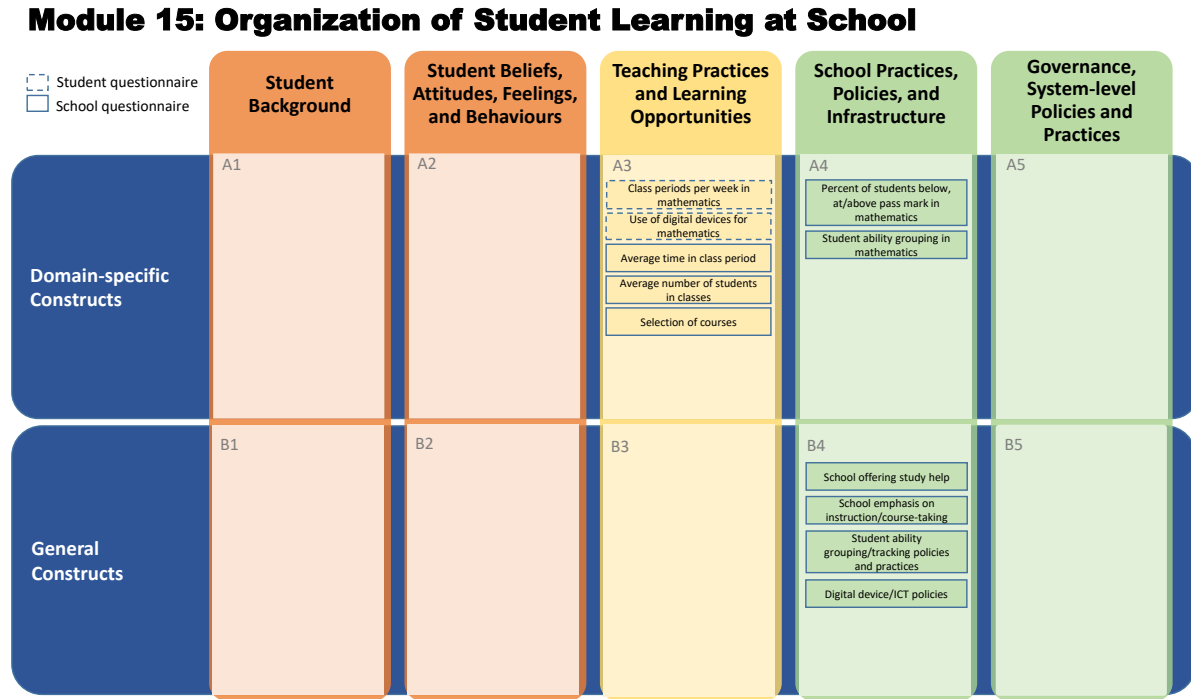 Module 15: Organization of Student Learning at School
Student questionnaire
School questionnaire
Student
Background
Student Beliefs,
Attitudes, Feelings,
and Behaviours
Teaching Practices
and Learning
Opportunities
School Practices,
Policies, and
Infrastructure
Governance,
System-level
Policies and
Practices
Domain-specific
Constructs
A1
A2
A3
Class periods per week in
mathematics
Use of digital devices for
mathematics
Average time in class period
Average number of students
in classes
Selection of courses
A4
Percent of students below,
at/above pass mark in
mathematics
Student ability grouping in
mathematics
A5
General
Constructs
B1
B2
B3
B4
School offering study help
School emphasis on
instruction/course-taking
Student ability
grouping/tracking policies
and practices
Digital device/ICT policies
B5